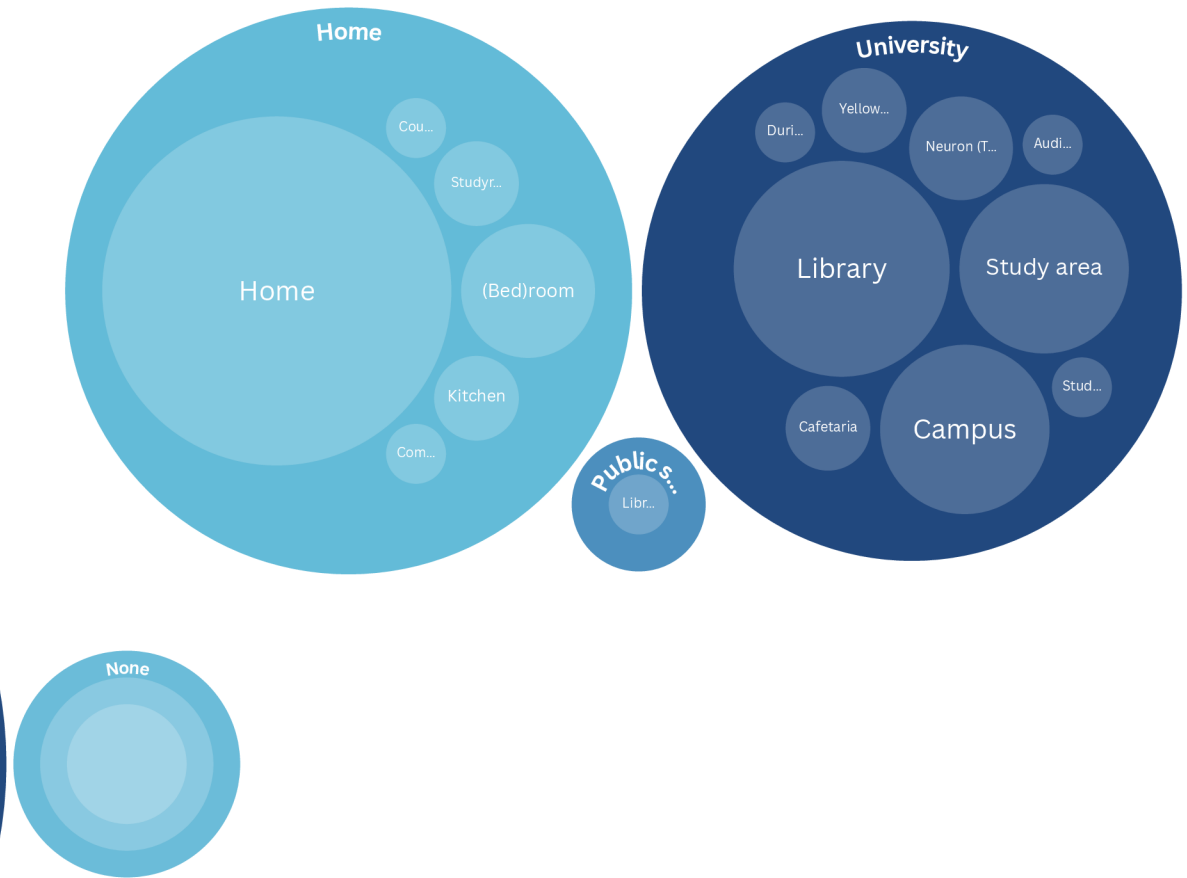 Home
Cou...
Studyr...
Home
(Bed)room
Kitchen
Com...
University
Yellow...
Duri...
Neuron (T...
Audi...
Library
Study area
Stud...
Cafetaria
Campus
Public s...
Libr...
None